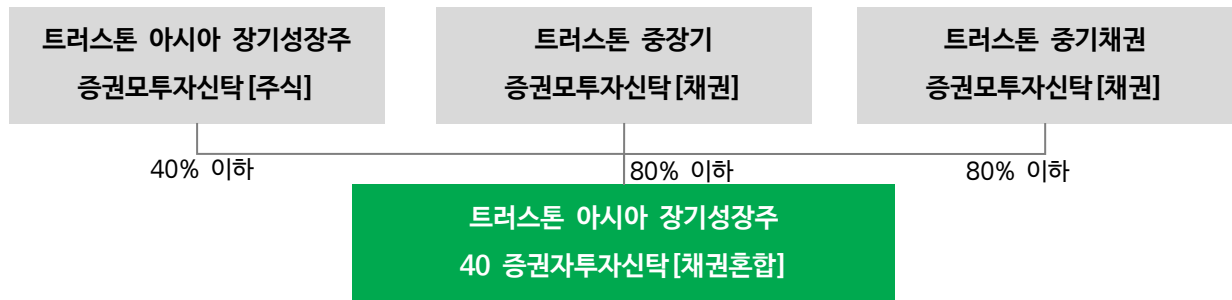 트러스톤 아시아 장기성장주
증권모투자신탁[주식]
트러스톤 중장기
증권모투자신탁[채권]
트러스톤 중기채권
증권모투자신탁[채권]
40% 이하
80% 이하
80% 이하
트러스톤 아시아 장기성장주
40 증권자투자신탁[채권혼합]